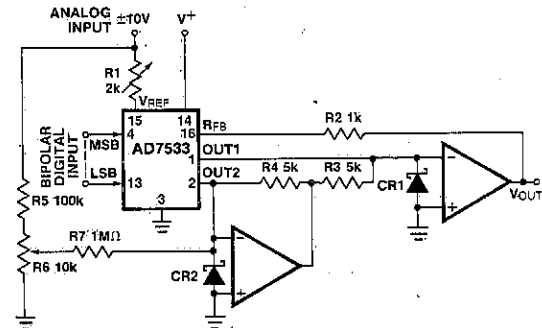 ANALOG ±10V
INPUT
V+
R1
2k
VREF
15 14
4 16 RFB
R2 1k
BIPOLAR
DIGITAL
INPUT
MSB
LSB
AD7533
1 OUT1
OUT2
13 2
3
R4 5k
R3 5k
CR1
−
+
VOUT
R5 100k
R7 1MΩ
R6 10k
CR2
−
+